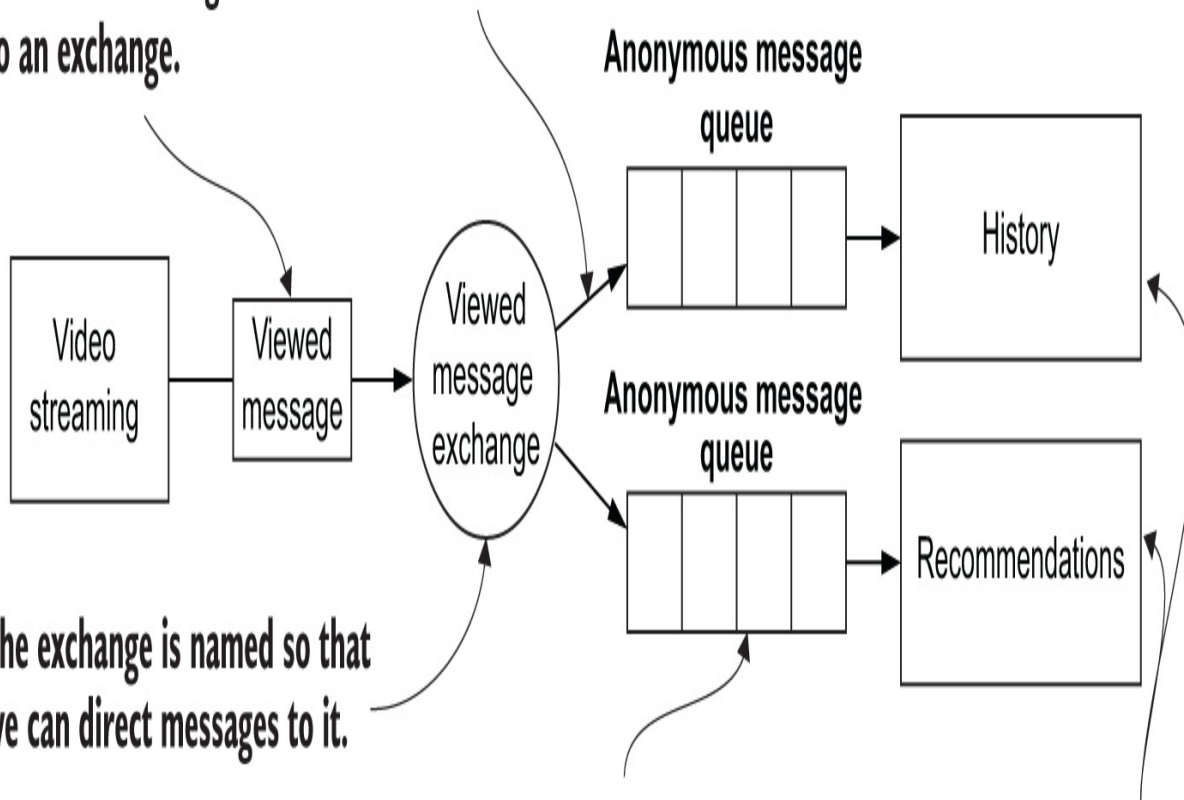 o an exchange.
Anonymous message
queue
History
Video
streaming
Viewed
message
Viewed
message
exchange
Anonymous message
queue
Recommendations
he exchange is named so that
ve can direct messages to it.